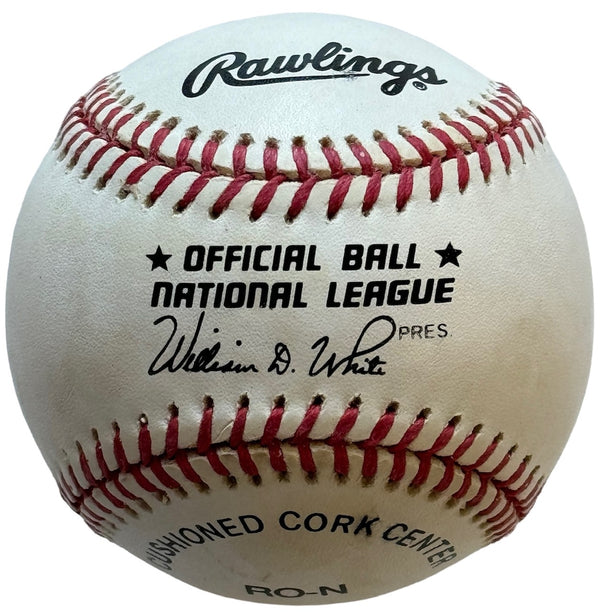 Rawlings®
★ OFFICIAL BALL ★
NATIONAL LEAGUE
William D. White PRES.
CUSHIONED CORK CENTER
RO-N